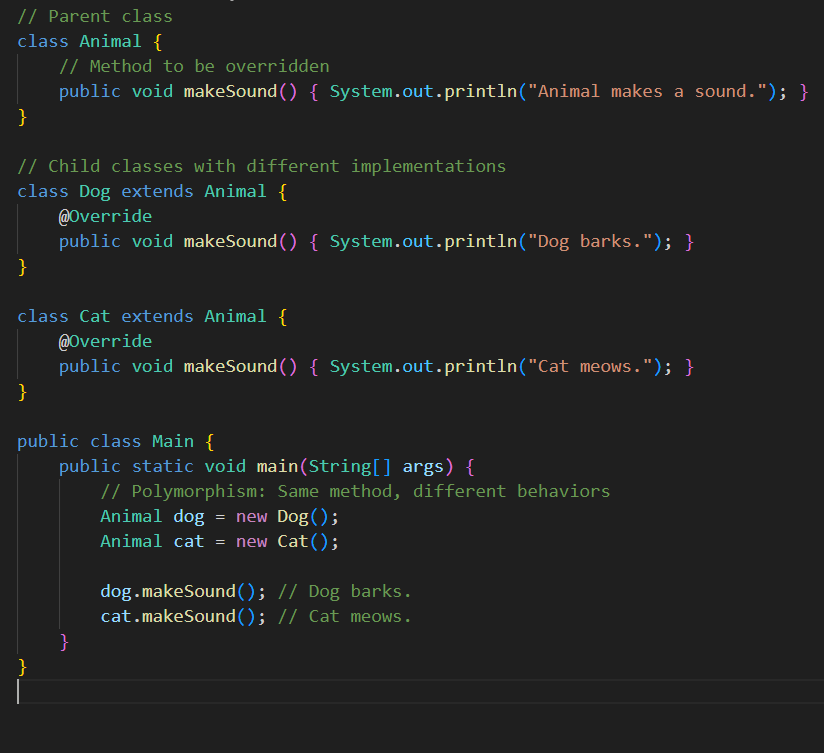 // Parent class
class Animal {
    // Method to be overridden
    public void makeSound() { System.out.println("Animal makes a sound."); }
}

// Child classes with different implementations
class Dog extends Animal {
    @Override
    public void makeSound() { System.out.println("Dog barks."); }
}

class Cat extends Animal {
    @Override
    public void makeSound() { System.out.println("Cat meows."); }
}

public class Main {
    public static void main(String[] args) {
        // Polymorphism: Same method, different behaviors
        Animal dog = new Dog();
        Animal cat = new Cat();

        dog.makeSound(); // Dog barks.
        cat.makeSound(); // Cat meows.
    }
}